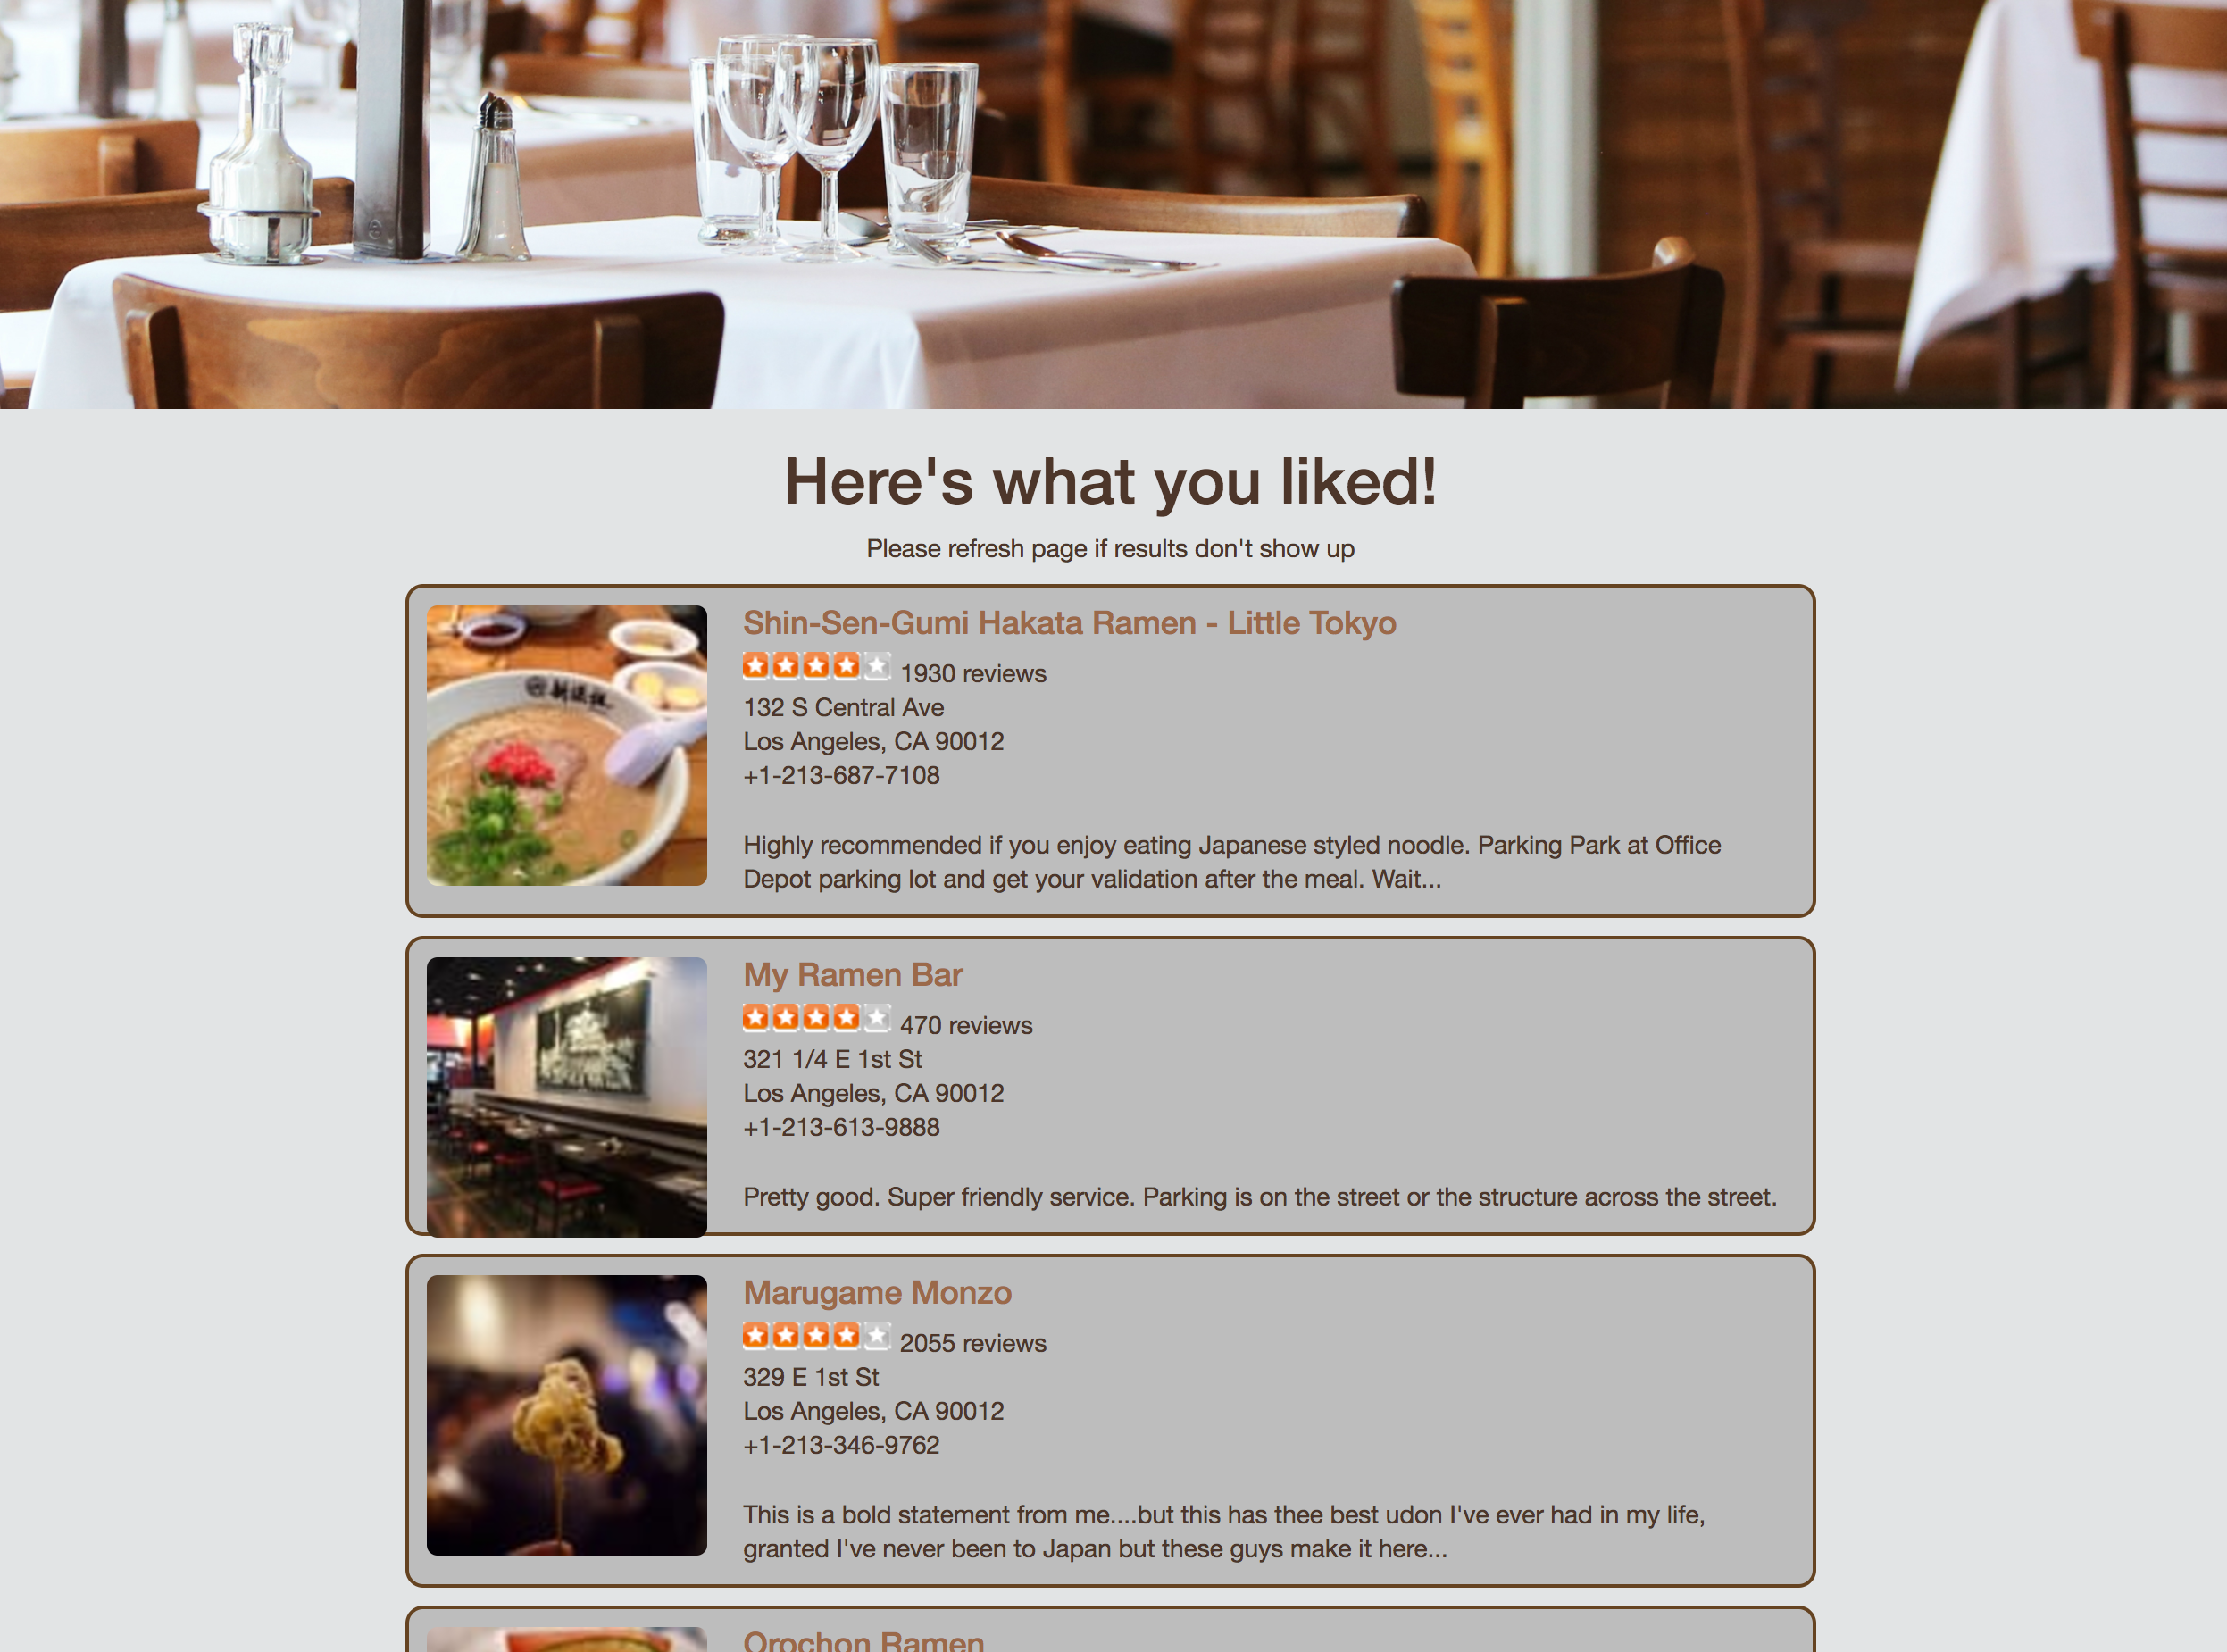 Here's what you liked!
Please refresh page if results don't show up
Shin-Sen-Gumi Hakata Ramen - Little Tokyo
1930 reviews
132 S Central Ave
Los Angeles, CA 90012
+1-213-687-7108
Highly recommended if you enjoy eating Japanese styled noodle. Parking Park at Office
Depot parking lot and get your validation after the meal. Wait...
My Ramen Bar
470 reviews
321 1/4 E 1st St
Los Angeles, CA 90012
+1-213-613-9888
Pretty good. Super friendly service. Parking is on the street or the structure across the street.
Marugame Monzo
2055 reviews
329 E 1st St
Los Angeles, CA 90012
+1-213-346-9762
This is a bold statement from me....but this has thee best udon I've ever had in my life,
granted I've never been to Japan but these guys make it here...
Orochon Ramen